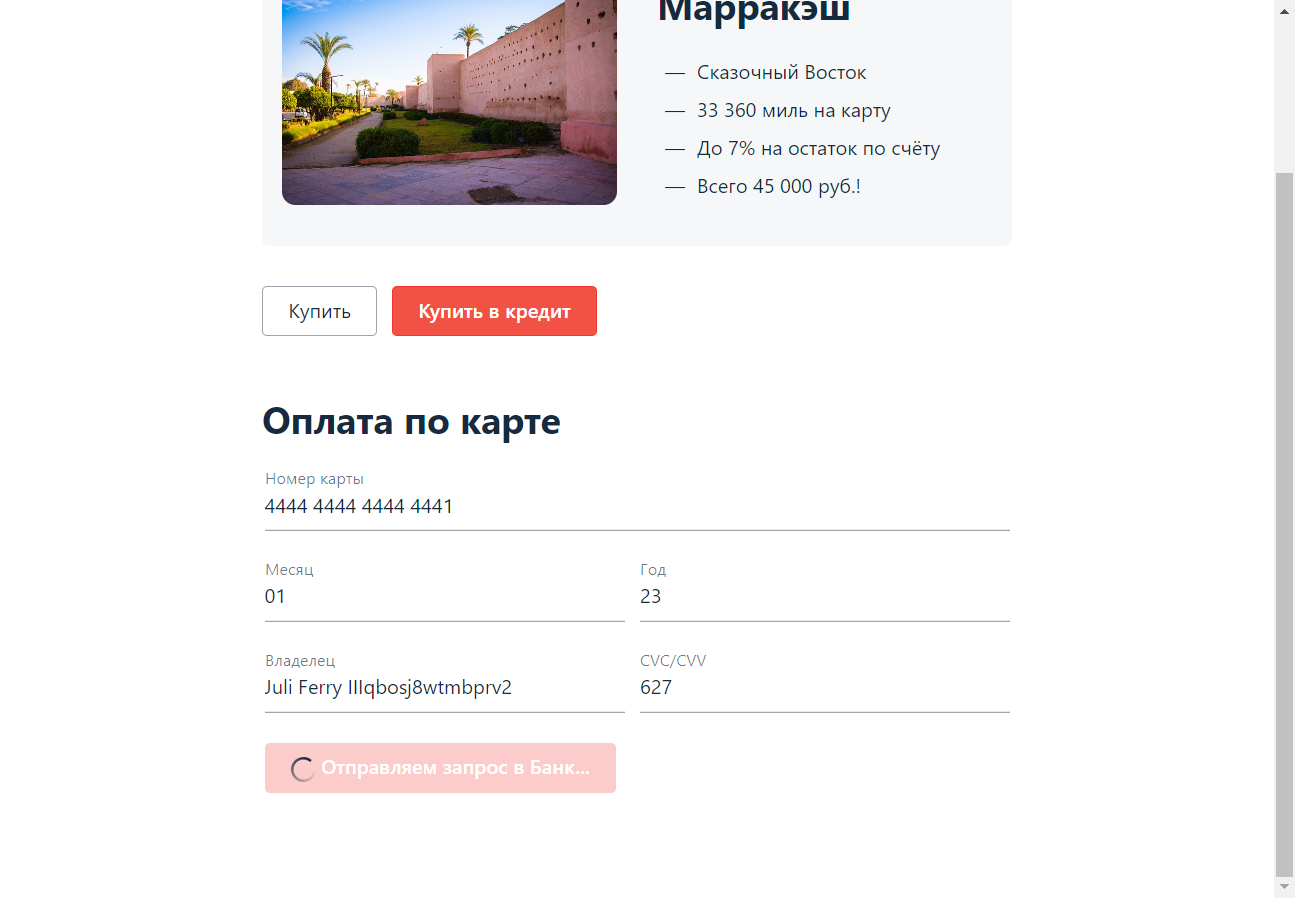 Марракэш
— Сказочный Восток
— 33 360 миль на карту
— До 7% на остаток по счёту
— Всего 45 000 руб.!
Купить
Купить в кредит
Оплата по карте
Номер карты
4444 4444 4444 4441
Месяц
01
Год
23
Владелец
Juli Ferry IIIqbosj8wtmbprv2
CVC/CVV
627
Отправляем запрос в Банк...